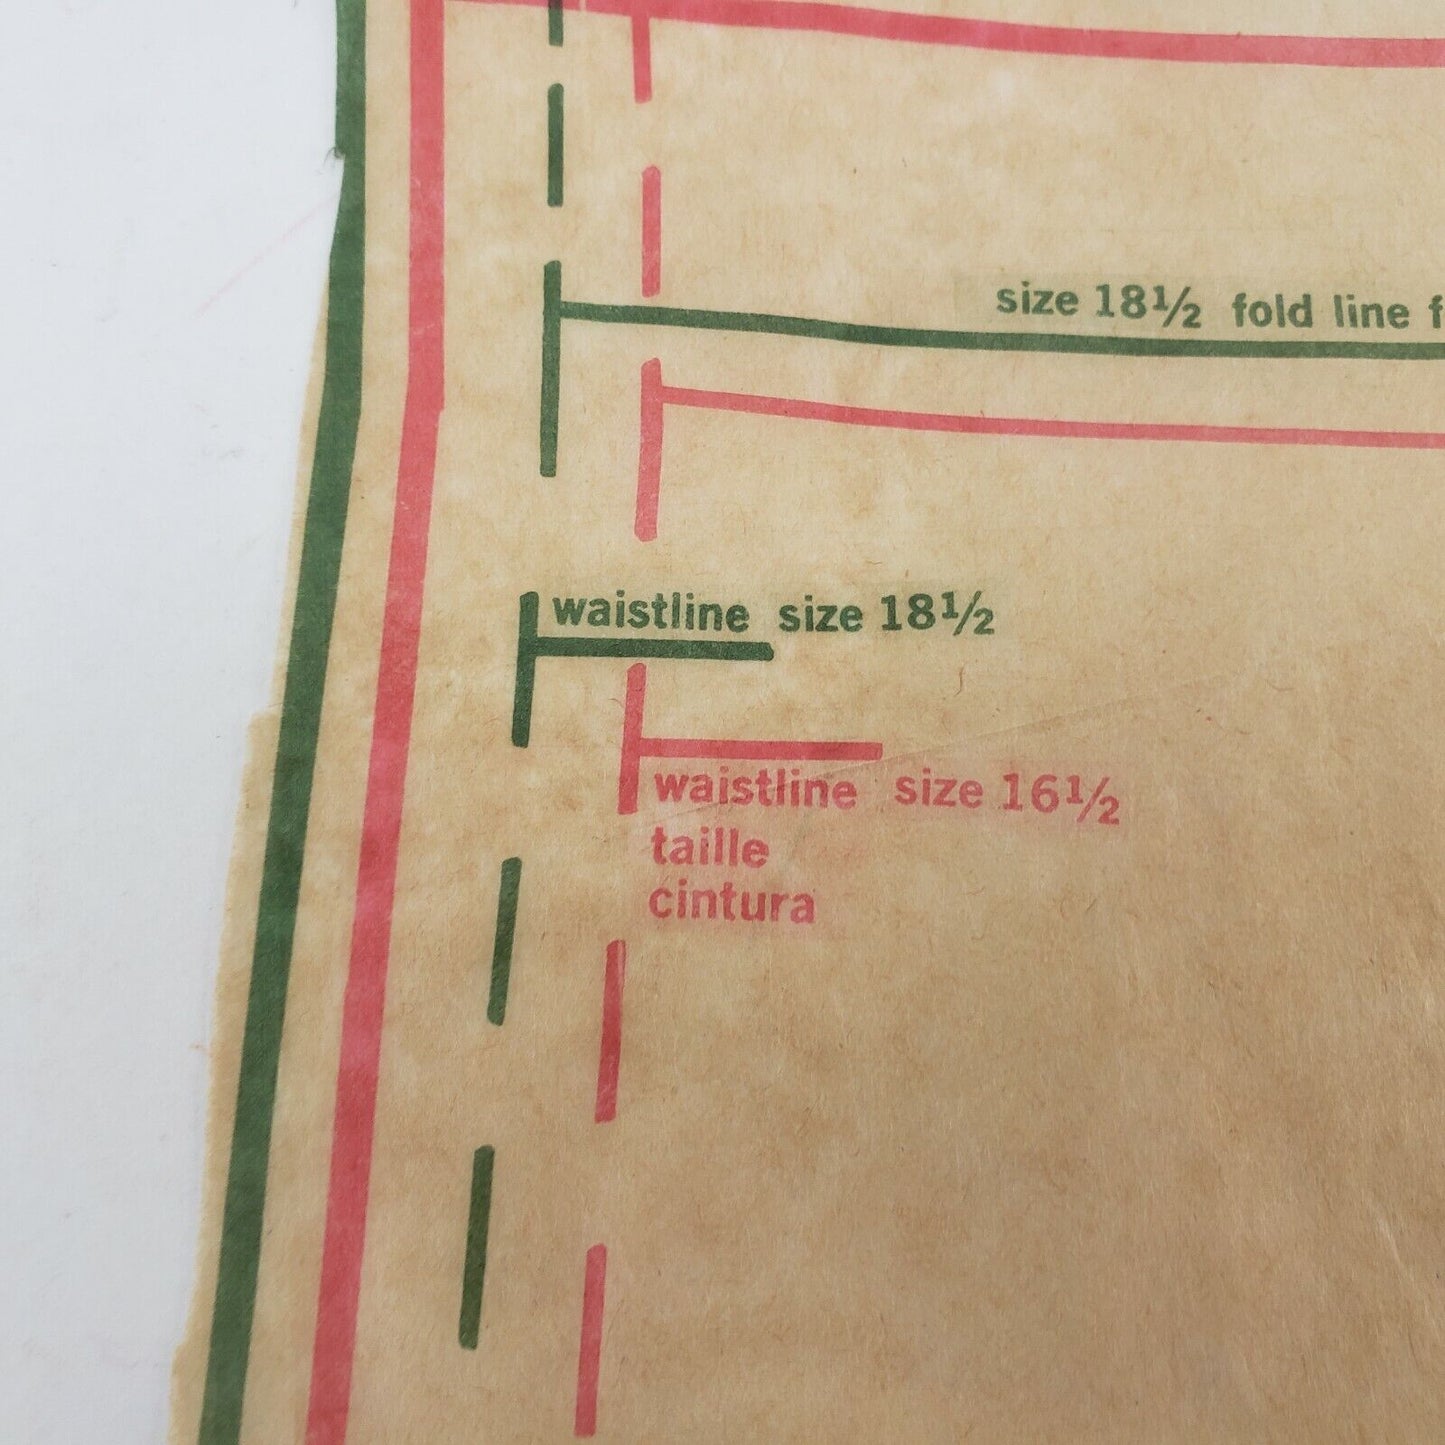 size 18½ fold line f
waistline size 18½
waistline size 16½
taille
cintura